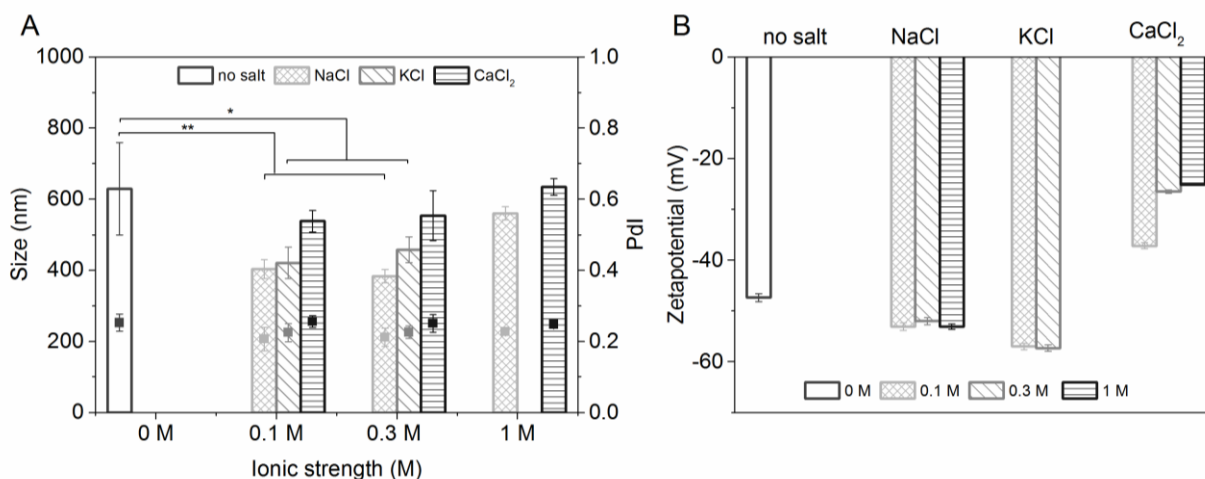 A
1000
800
600
400
200
0
Size (nm)
no salt NaCl KCl CaCl₂
*
**
1.0
0.8
0.6
0.4
0.2
0.0
PdI
0 M 0.1 M 0.3 M 1 M
Ionic strength (M)
B
no salt NaCl KCl CaCl₂
0
-20
-40
-60
Zetapotential (mV)
0 M 0.1 M 0.3 M 1 M